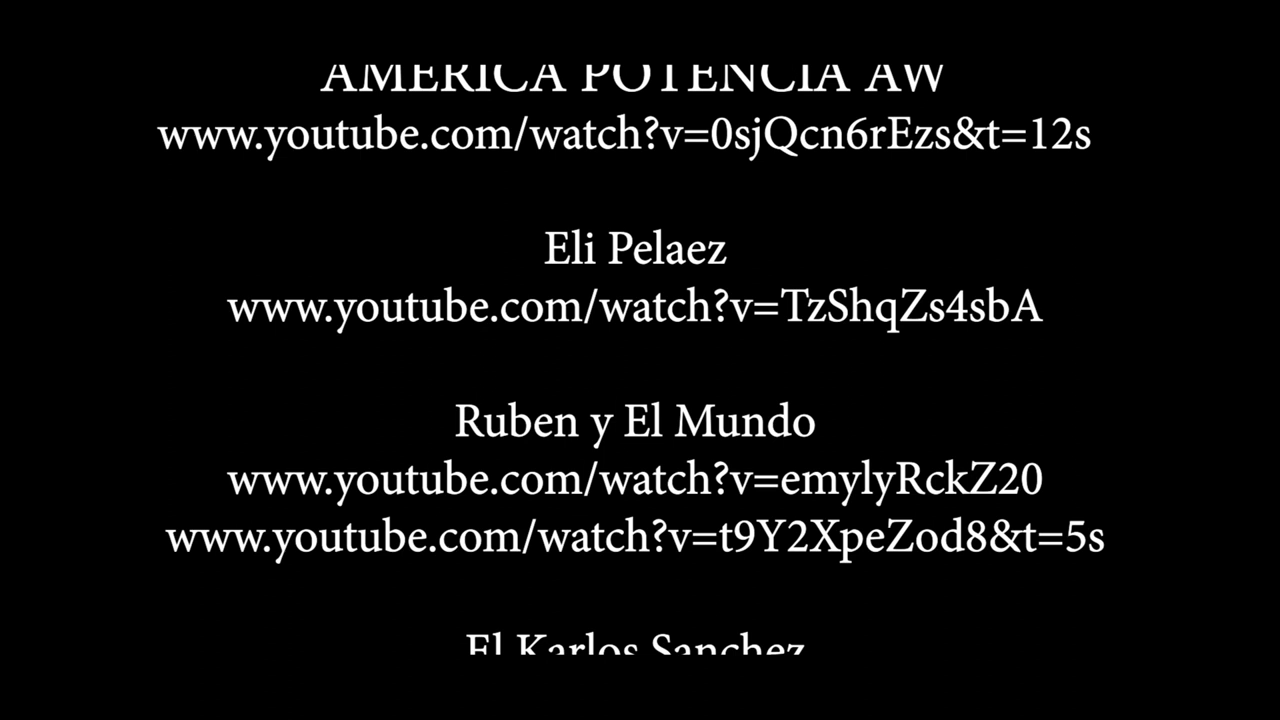 AMERICA POTENCIA AW
www.youtube.com/watch?v=0sjQcn6rEzs&t=12s
Eli Pelaez
www.youtube.com/watch?v=TzShqZs4sbA
Ruben y El Mundo
www.youtube.com/watch?v=emylyRckZ20
www.youtube.com/watch?v=t9Y2XpeZod8&t=5s
El Karlos Sanchez